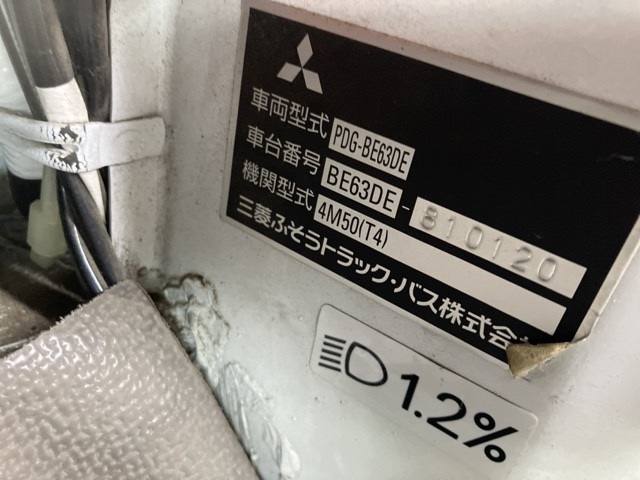 車両型式 PDG-BE63DE
車台番号 BE63DE-810120
機関型式 4M50(T4)
三菱ふそうトラック・バス株式会
1.2%